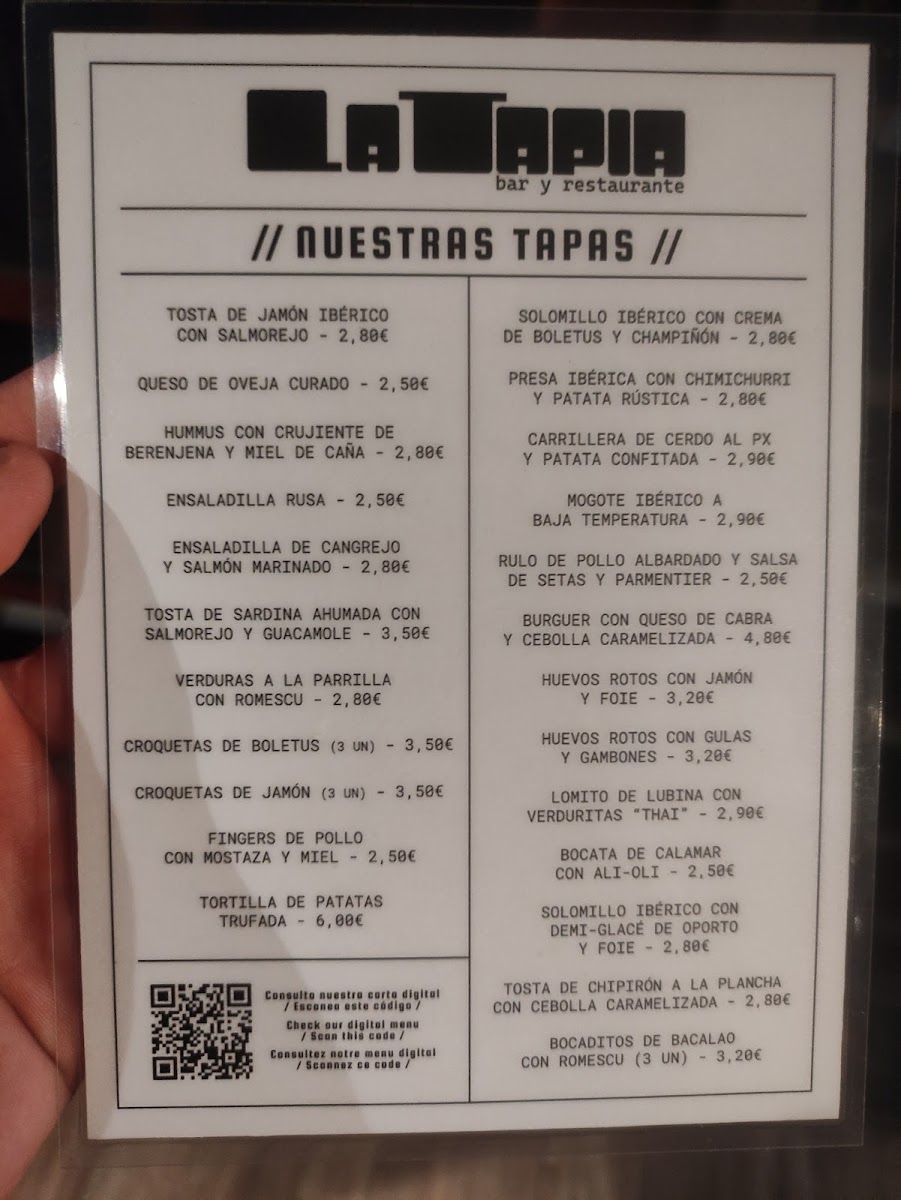 La Tapia
bar y restaurante
// NUESTRAS TAPAS //
TOSTA DE JAMÓN IBÉRICO
CON SALMOREJO - 2,80€
QUESO DE OVEJA CURADO - 2,50€
HUMMUS CON CRUJIENTE DE
BERENJENA Y MIEL DE CAÑA - 2,80€
ENSALADILLA RUSA - 2,50€
ENSALADILLA DE CANGREJO
Y SALMÓN MARINADO - 2,80€
TOSTA DE SARDINA AHUMADA CON
SALMOREJO Y GUACAMOLE - 3,50€
VERDURAS A LA PARRILLA
CON ROMESCU - 2,80€
CROQUETAS DE BOLETUS (3 UN) - 3,50€
CROQUETAS DE JAMÓN (3 UN) - 3,50€
FINGERS DE POLLO
CON MOSTAZA Y MIEL - 2,50€
TORTILLA DE PATATAS
TRUFADA - 6,00€
Consulta nuestra carta digital
/ Escanea este código /
Check our digital menu
/ Scan this code /
Consultez notre menu digital
/ Scannez ce code /
SOLOMILLO IBÉRICO CON CREMA
DE BOLETUS Y CHAMPIÑÓN - 2,80€
PRESA IBÉRICA CON CHIMICHURRI
Y PATATA RÚSTICA - 2,80€
CARRILLERA DE CERDO AL PX
Y PATATA CONFITADA - 2,90€
MOGOTE IBÉRICO A
BAJA TEMPERATURA - 2,90€
RULO DE POLLO ALBARDADO Y SALSA
DE SETAS Y PARMENTIER - 2,50€
BURGUER CON QUESO DE CABRA
Y CEBOLLA CARAMELIZADA - 4,80€
HUEVOS ROTOS CON JAMÓN
Y FOIE - 3,20€
HUEVOS ROTOS CON GULAS
Y GAMBONES - 3,20€
LOMITO DE LUBINA CON
VERDURITAS "THAI" - 2,90€
BOCATA DE CALAMAR
CON ALI-OLI - 2,50€
SOLOMILLO IBÉRICO CON
DEMI-GLACÉ DE OPORTO
Y FOIE - 2,80€
TOSTA DE CHIPIRÓN A LA PLANCHA
CON CEBOLLA CARAMELIZADA - 2,80€
BOCADITOS DE BACALAO
CON ROMESCU (3 UN) - 3,20€